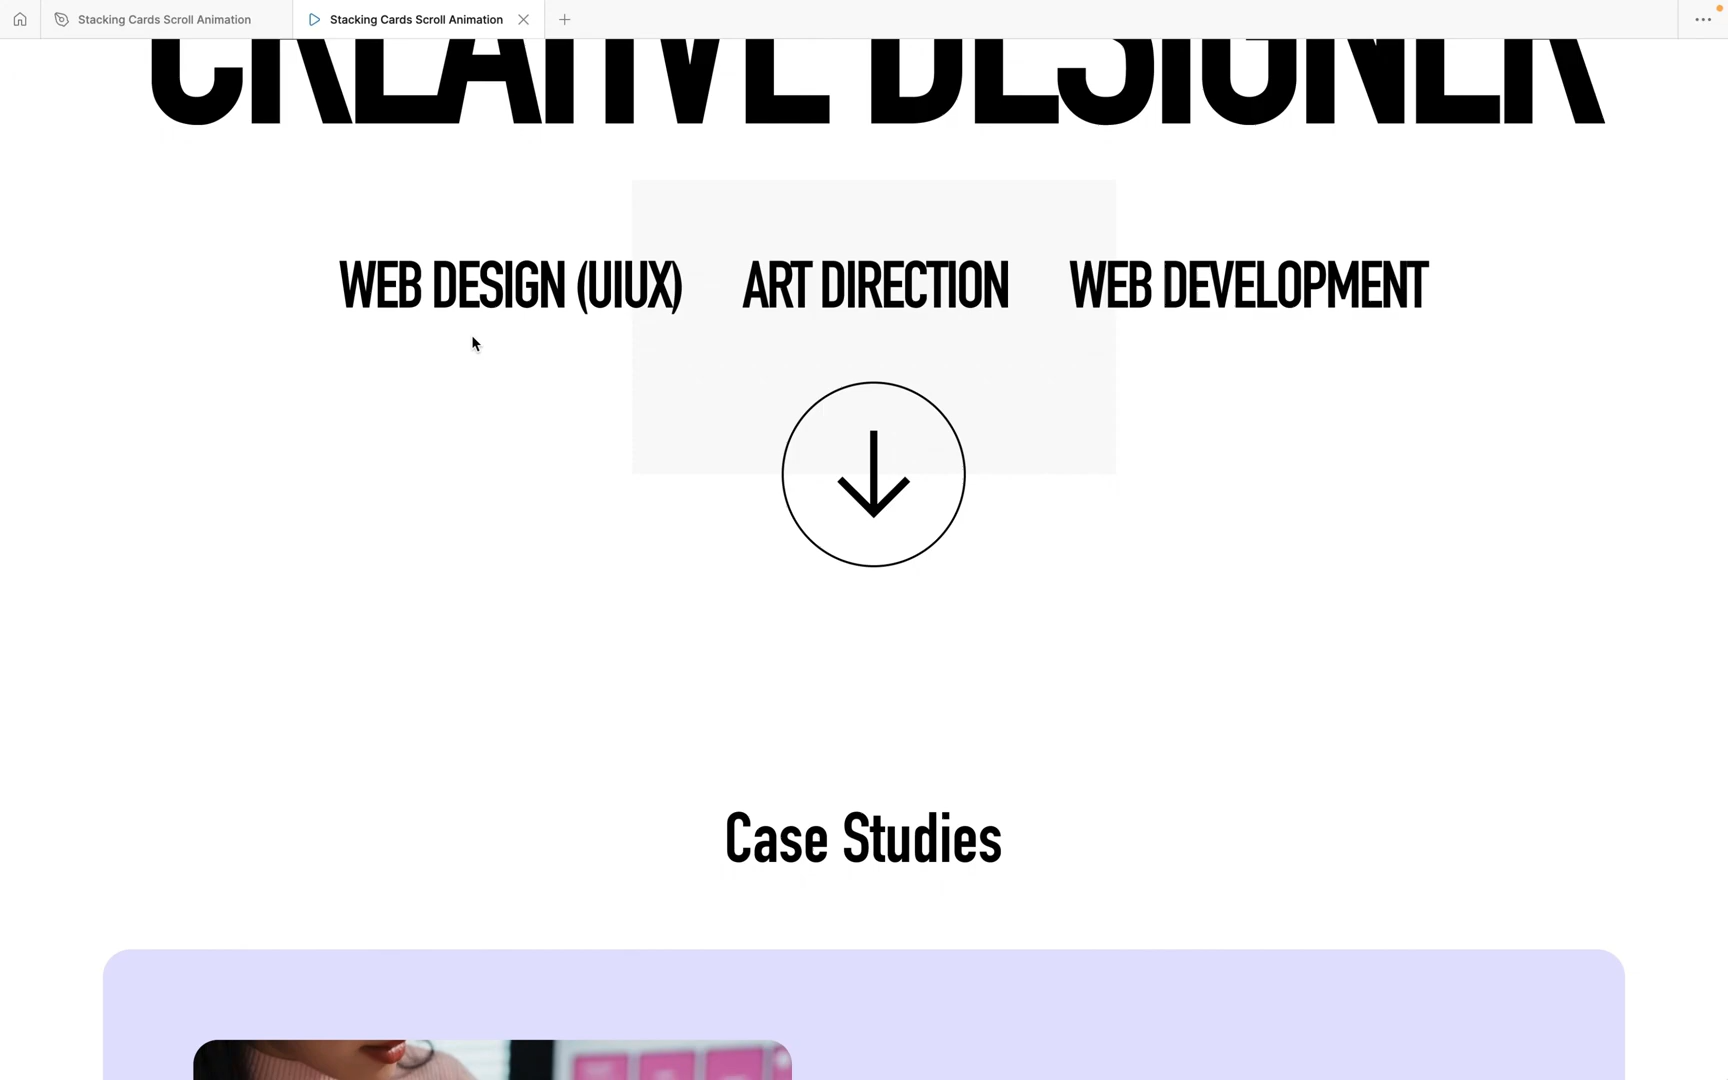 Stacking Cards Scroll Animation
Stacking Cards Scroll Animation
CREATIVE DESIGNER
WEB DESIGN (UIUX)
ART DIRECTION
WEB DEVELOPMENT
Case Studies